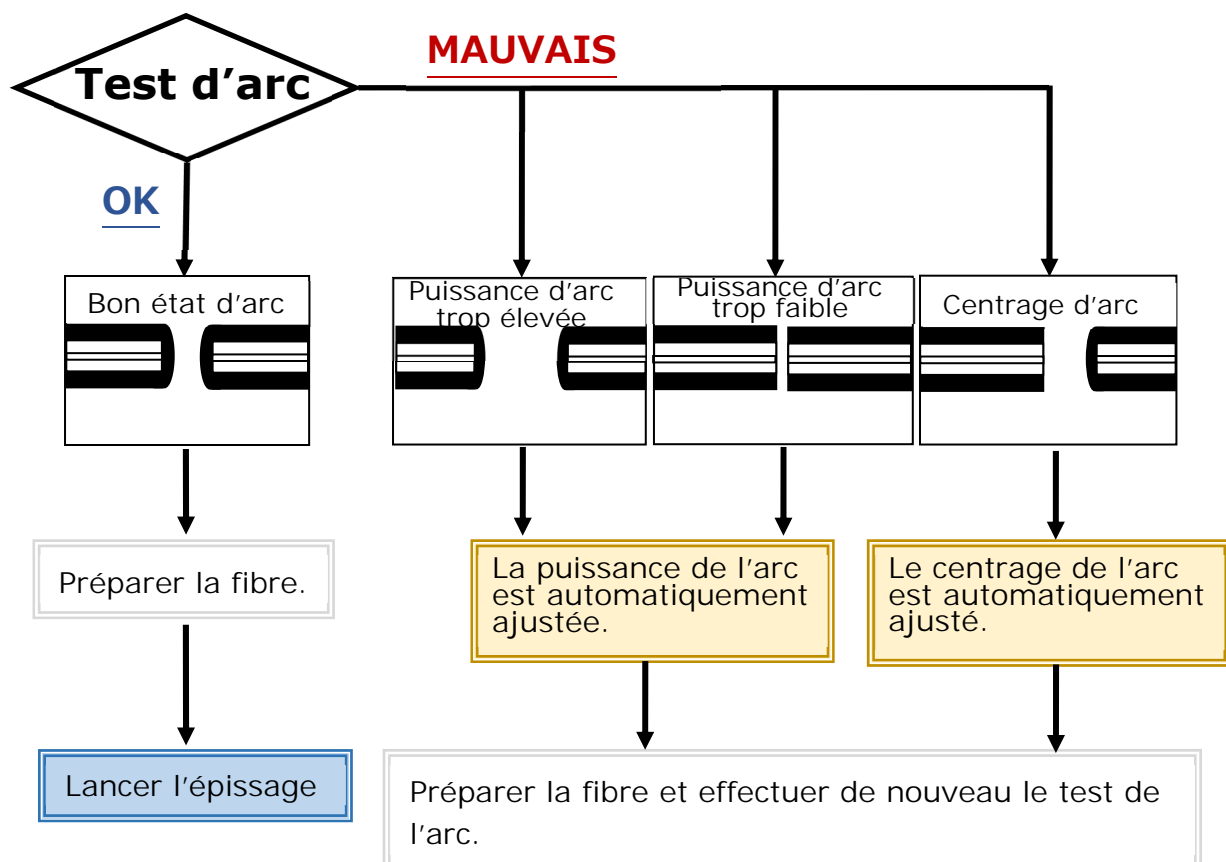 Test d’arc
MAUVAIS
OK
Bon état d’arc
Puissance d’arc
trop élevée
Puissance d’arc
trop faible
Centrage d’arc
Préparer la fibre.
La puissance de l’arc
est automatiquement
ajustée.
Le centrage de l’arc
est automatiquement
ajusté.
Lancer l’épissage
Préparer la fibre et effectuer de nouveau le test de
l’arc.